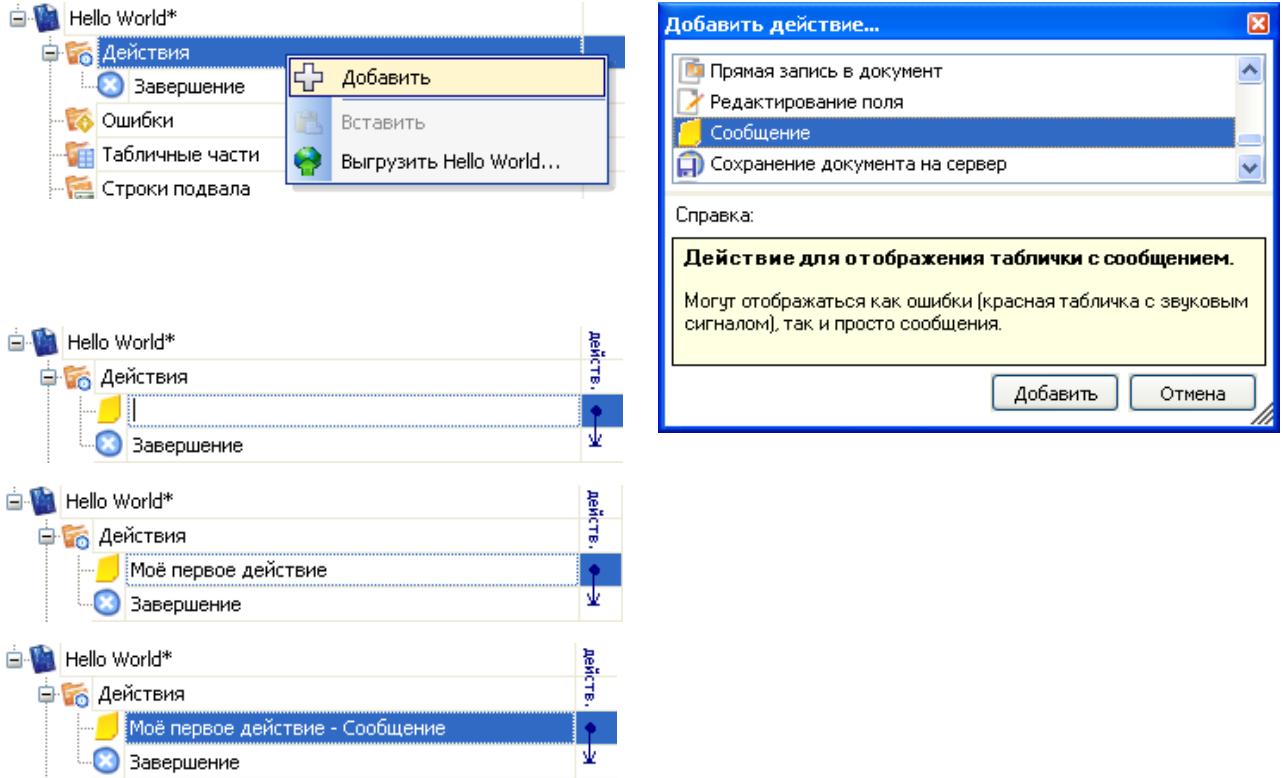 Hello World*
Действия
Завершение
Ошибки
Табличные части
Строки подвала
Добавить
Вставить
Выгрузить Hello World...
Добавить действие...
Прямая запись в документ
Редактирование поля
Сообщение
Сохранение документа на сервер
Справка:
Действие для отображения таблички с сообщением.
Могут отображаться как ошибки (красная табличка с звуковым
сигналом), так и просто сообщения.
Добавить
Отмена
Hello World*
действ.
Действия
Завершение
Hello World*
действ.
Действия
Моё первое действие
Завершение
Hello World*
действ.
Действия
Моё первое действие - Сообщение
Завершение